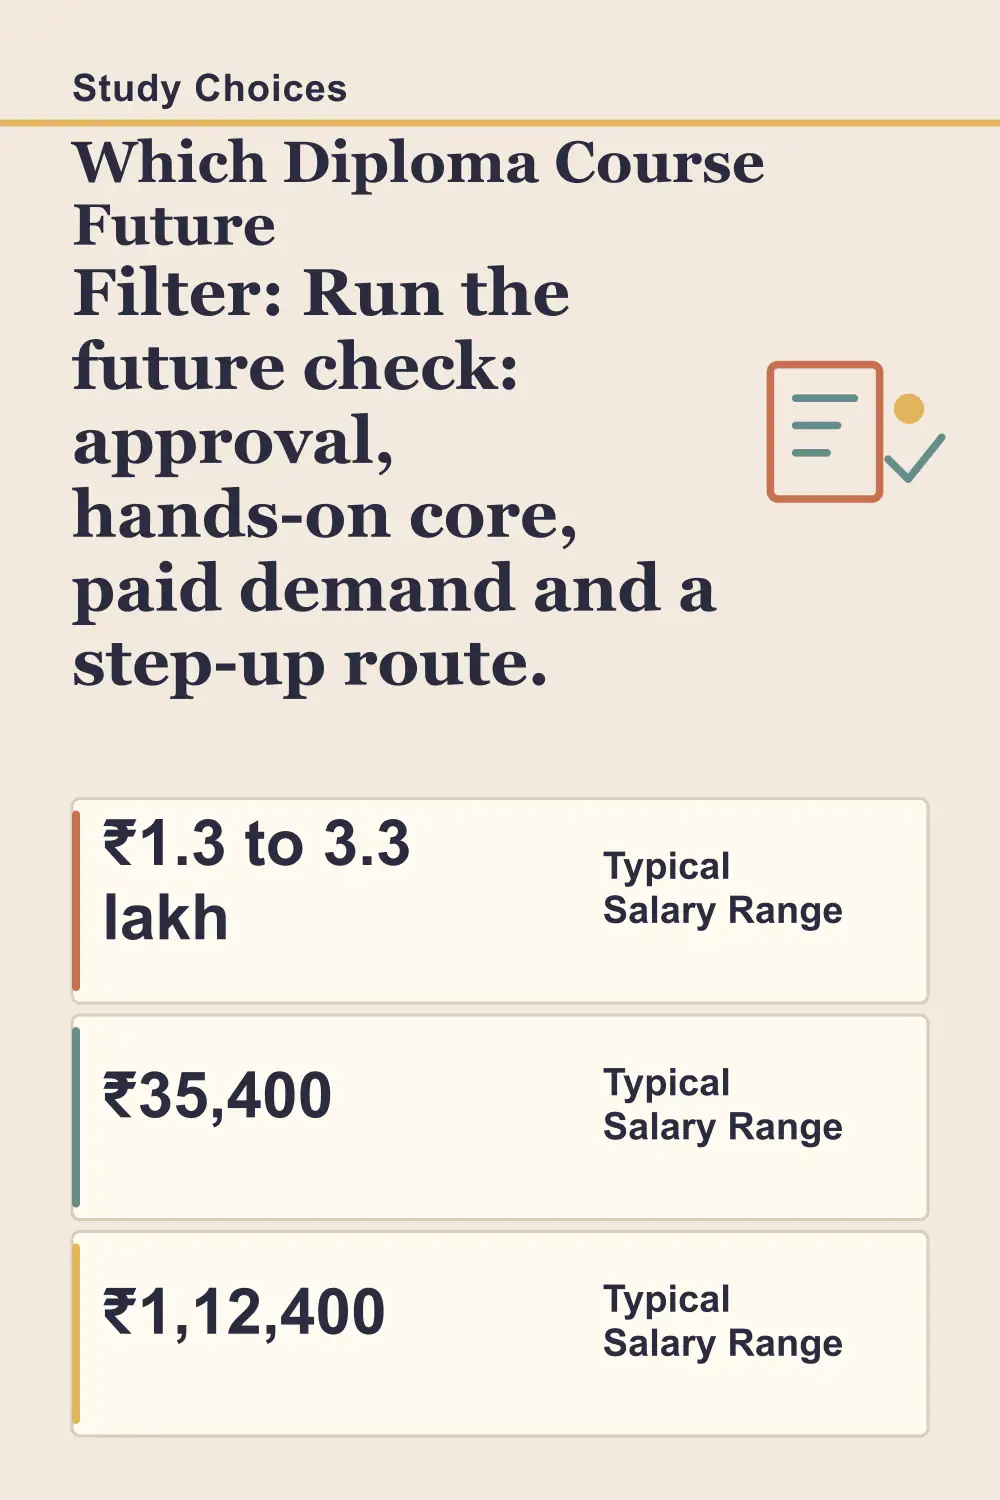 Study Choices
Which Diploma Course
Future
Filter: Run the
future check:
approval,
hands-on core,
paid demand and a
step-up route.
₹1.3 to 3.3
lakh
Typical
Salary Range
₹35,400
Typical
Salary Range
₹1,12,400
Typical
Salary Range